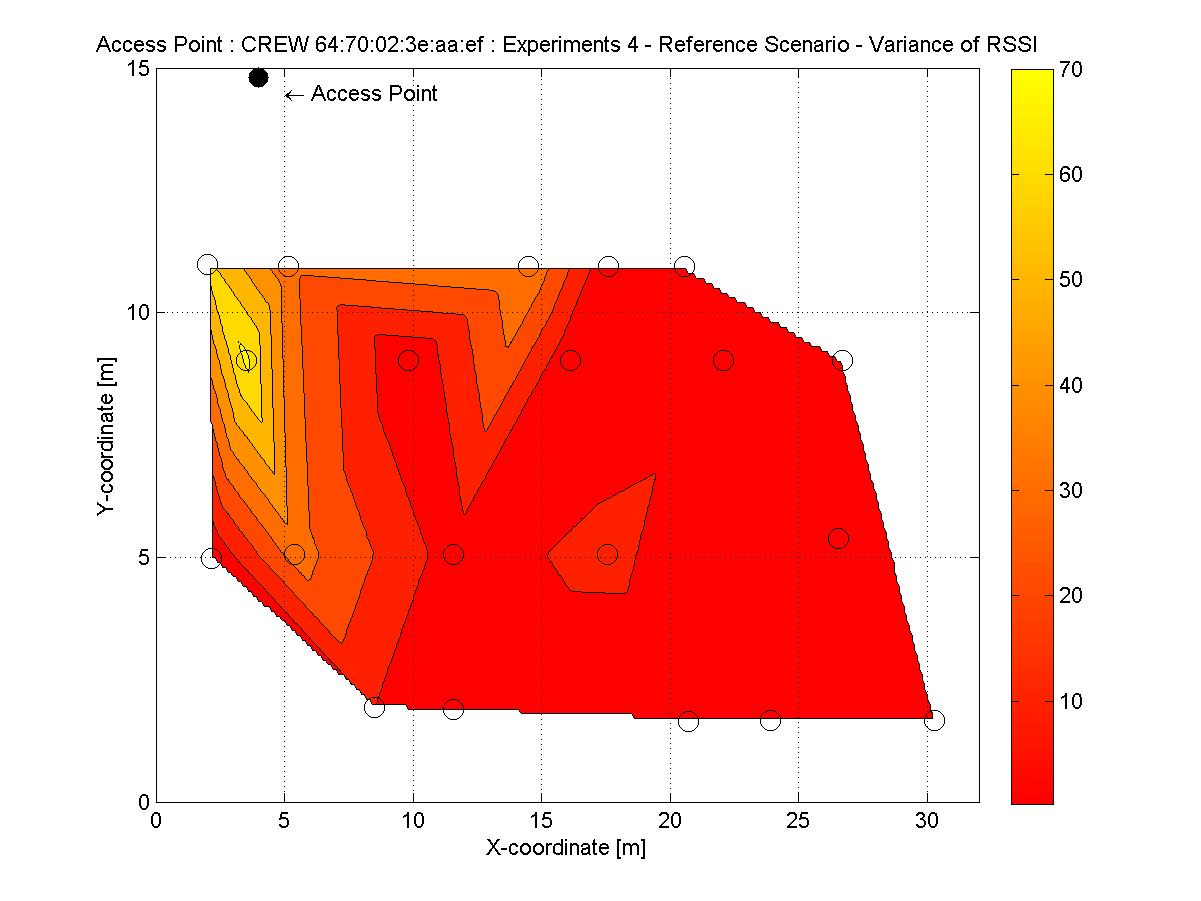 Access Point : CREW 64:70:02:3e:aa:ef : Experiments 4 - Reference Scenario - Variance of RSSI
15
10
5
0
Y-coordinate [m]
← Access Point
0 5 10 15 20 25 30
X-coordinate [m]
70
60
50
40
30
20
10